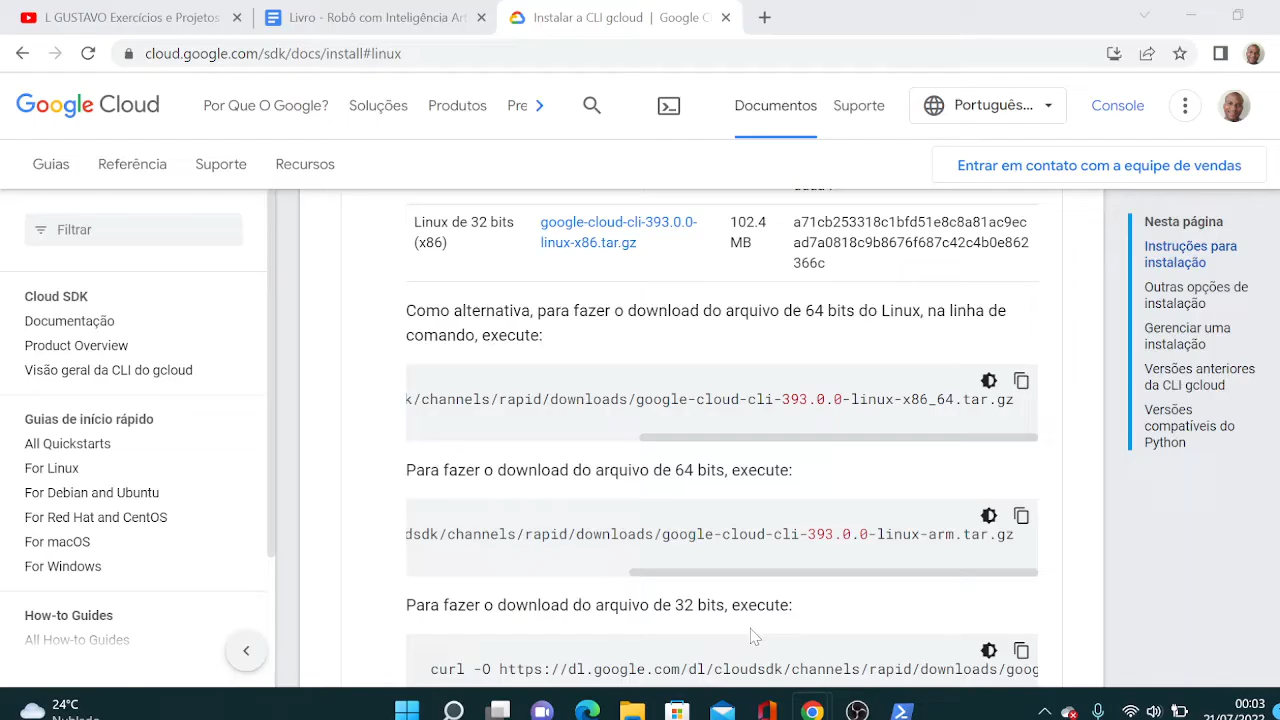 L GUSTAVO Exercícios e Projetos
Livro - Robô com Inteligência Art
Instalar a CLI gcloud | Google C
cloud.google.com/sdk/docs/install#linux
Google Cloud
Por Que O Google?
Soluções
Produtos
Pre
Documentos
Suporte
Português...
Console
Guias
Referência
Suporte
Recursos
Entrar em contato com a equipe de vendas
Filtrar
Cloud SDK
Documentação
Product Overview
Visão geral da CLI do gcloud
Guias de início rápido
All Quickstarts
For Linux
For Debian and Ubuntu
For Red Hat and CentOS
For macOS
For Windows
How-to Guides
All How-to Guides
Linux de 32 bits
(x86)
google-cloud-cli-393.0.0-
linux-x86.tar.gz
102.4
MB
a71cb253318c1bfd51e8c8a81ac9ec
ad7a0818c9b8676f687c42c4b0e862
366c
Como alternativa, para fazer o download do arquivo de 64 bits do Linux, na linha de
comando, execute:
k/channels/rapid/downloads/google-cloud-cli-393.0.0-linux-x86_64.tar.gz
Para fazer o download do arquivo de 64 bits, execute:
dsdk/channels/rapid/downloads/google-cloud-cli-393.0.0-linux-arm.tar.gz
Para fazer o download do arquivo de 32 bits, execute:
curl -O https://dl.google.com/dl/cloudsdk/channels/rapid/downloads/goog
Nesta página
Instruções para
instalação
Outras opções de
instalação
Gerenciar uma
instalação
Versões anteriores
da CLI gcloud
Versões
compatíveis do
Python
24°C
Nublado
00:03
21/07/2022